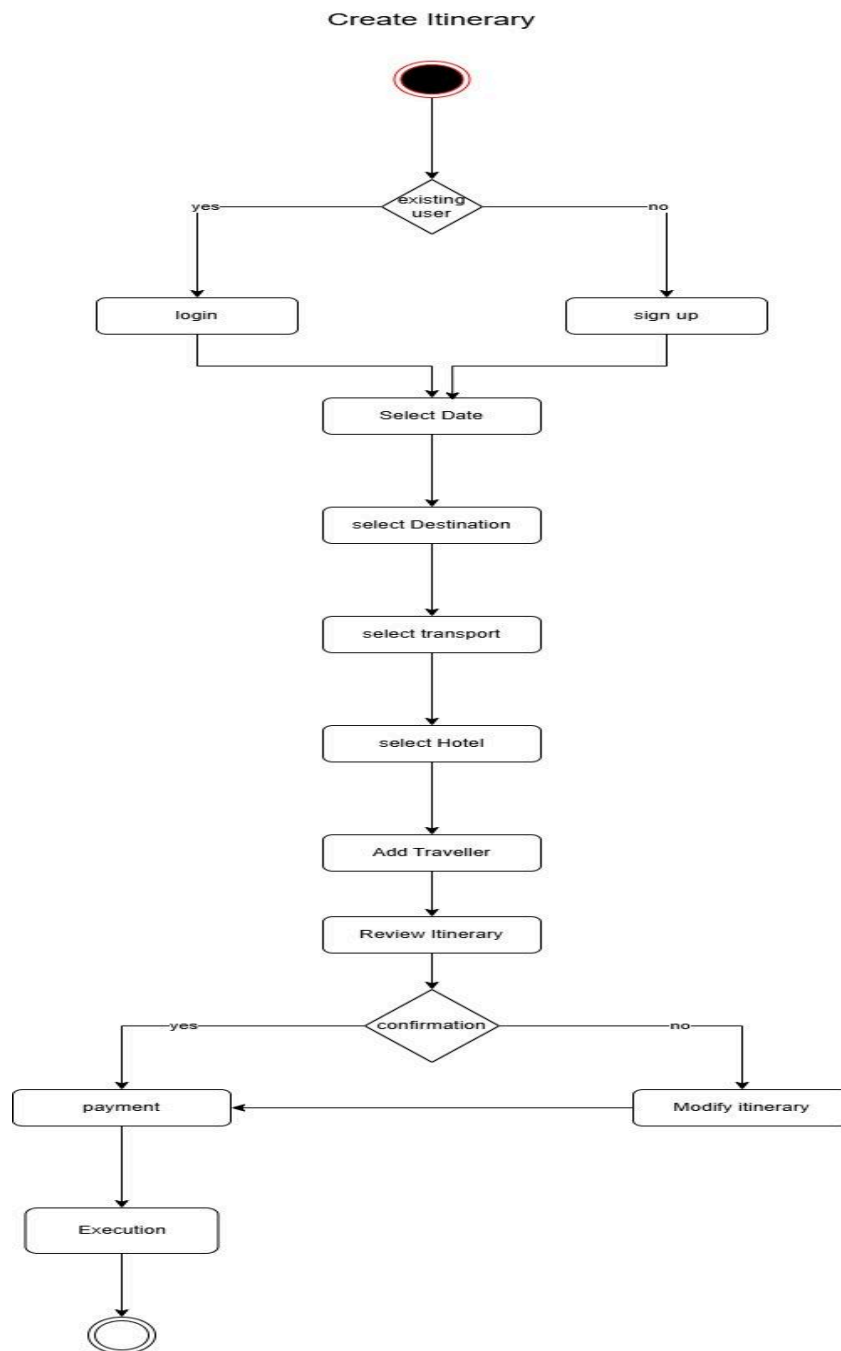 Create Itinerary
existing
user
yes
no
login
sign up
Select Date
select Destination
select transport
select Hotel
Add Traveller
Review Itinerary
confirmation
yes
no
payment
Modify itinerary
Execution